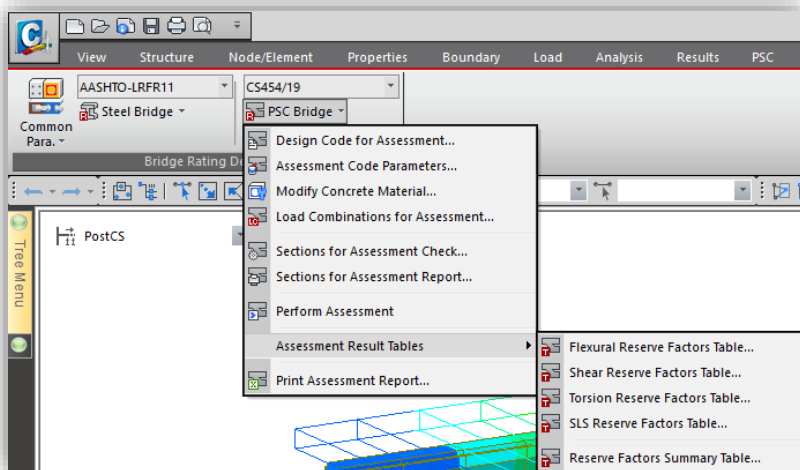 View Structure Node/Element Properties Boundary Load Analysis Results PSC
AASHTO-LRFR11 CS454/19
Steel Bridge PSC Bridge
Common
Para.
Bridge Rating De
Design Code for Assessment...
Assessment Code Parameters...
Modify Concrete Material...
Load Combinations for Assessment...
Sections for Assessment Check...
Sections for Assessment Report...
Perform Assessment
Assessment Result Tables
Print Assessment Report...
Tree Menu
PostCS
Flexural Reserve Factors Table...
Shear Reserve Factors Table...
Torsion Reserve Factors Table...
SLS Reserve Factors Table...
Reserve Factors Summary Table...